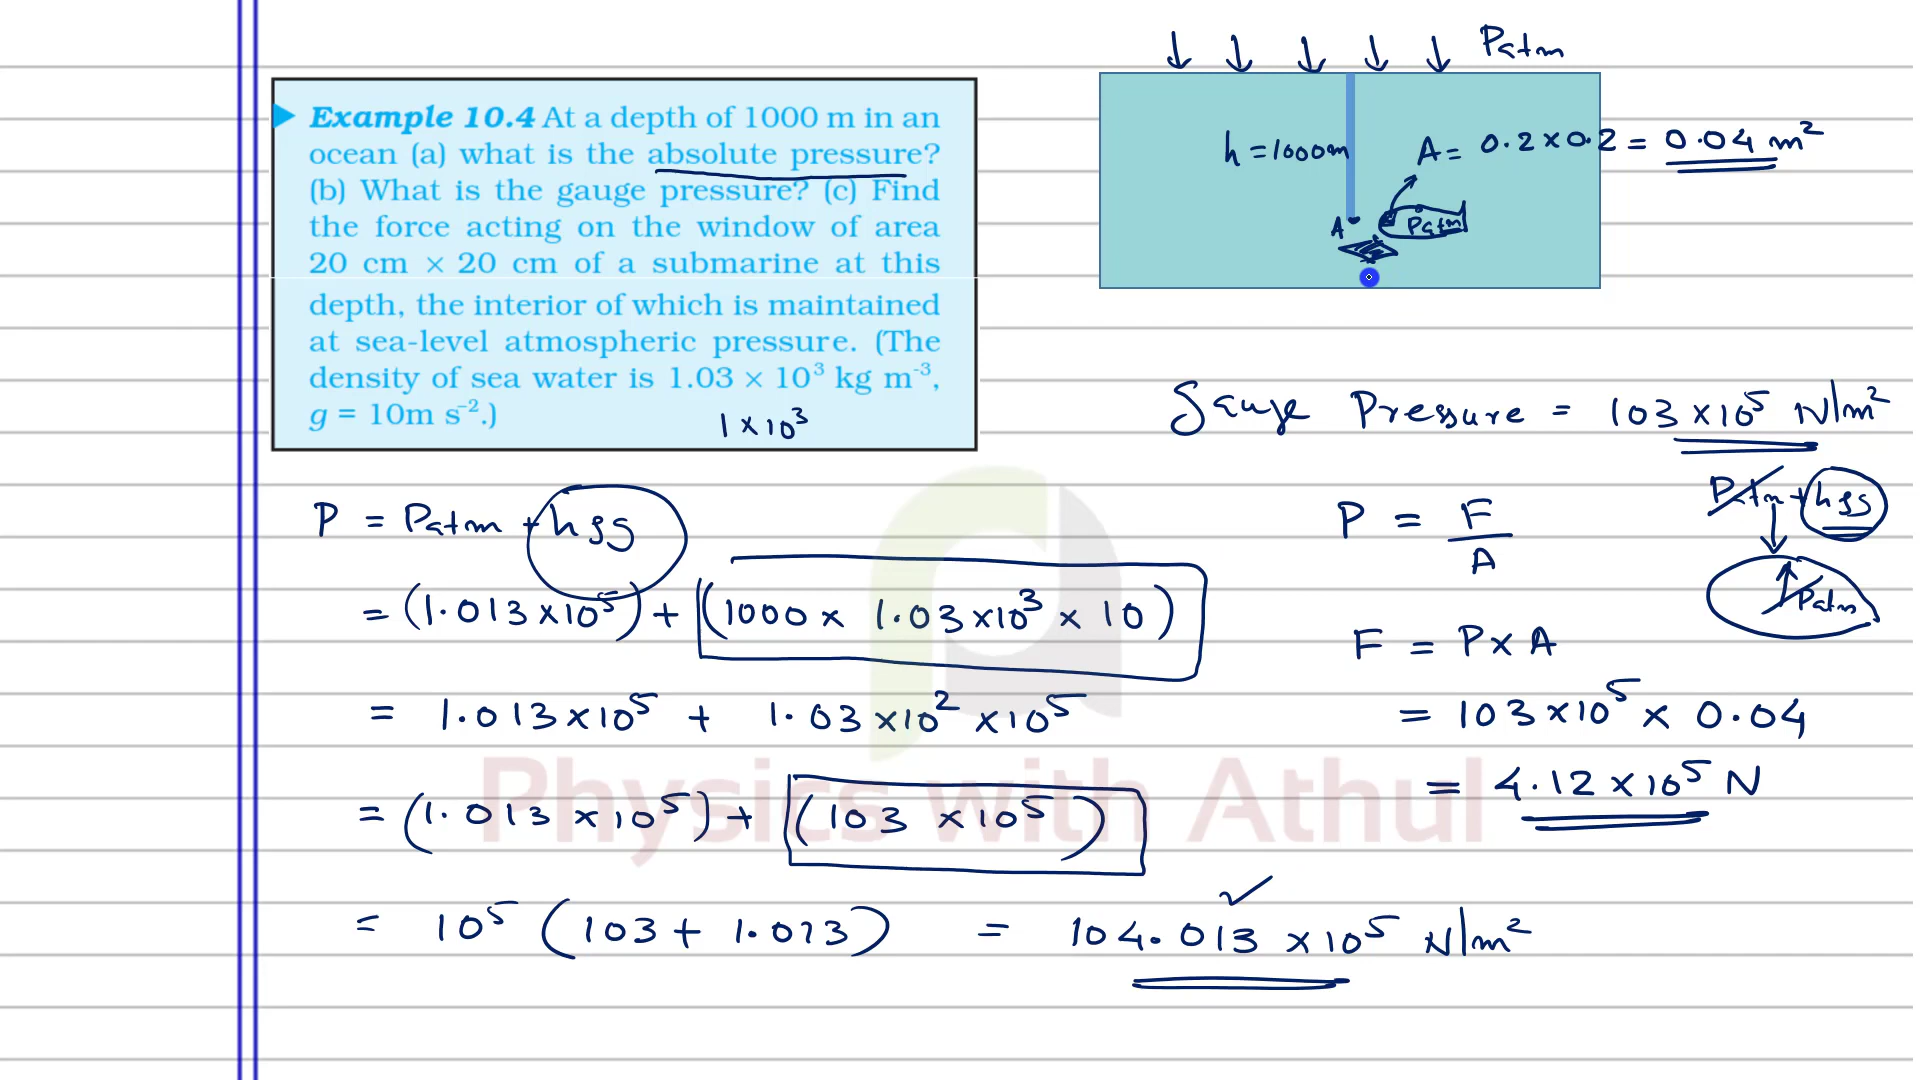 Example 10.4 At a depth of 1000 m in an
ocean (a) what is the absolute pressure?
(b) What is the gauge pressure? (c) Find
the force acting on the window of area
20 cm × 20 cm of a submarine at this
depth, the interior of which is maintained
at sea-level atmospheric pressure. (The
density of sea water is 1.03 × 10³ kg m⁻³,
g = 10m s⁻².)
1 × 10³
Patm
h = 1000m
A = 0.2 × 0.2 = 0.04 m²
A
Patm
Gauge Pressure = 103 × 10⁵ N/m²
P = Patm + hρg
= (1.013 × 10⁵) + (1000 × 1.03 × 10³ × 10)
= 1.013 × 10⁵ + 1.03 × 10² × 10⁵
= (1.013 × 10⁵) + (103 × 10⁵)
= 10⁵ (103 + 1.013) = 104.013 × 10⁵ N/m²
P = F/A
Patm + hρg
Patm
F = P × A
= 103 × 10⁵ × 0.04
= 4.12 × 10⁵ N
Physics with Athul